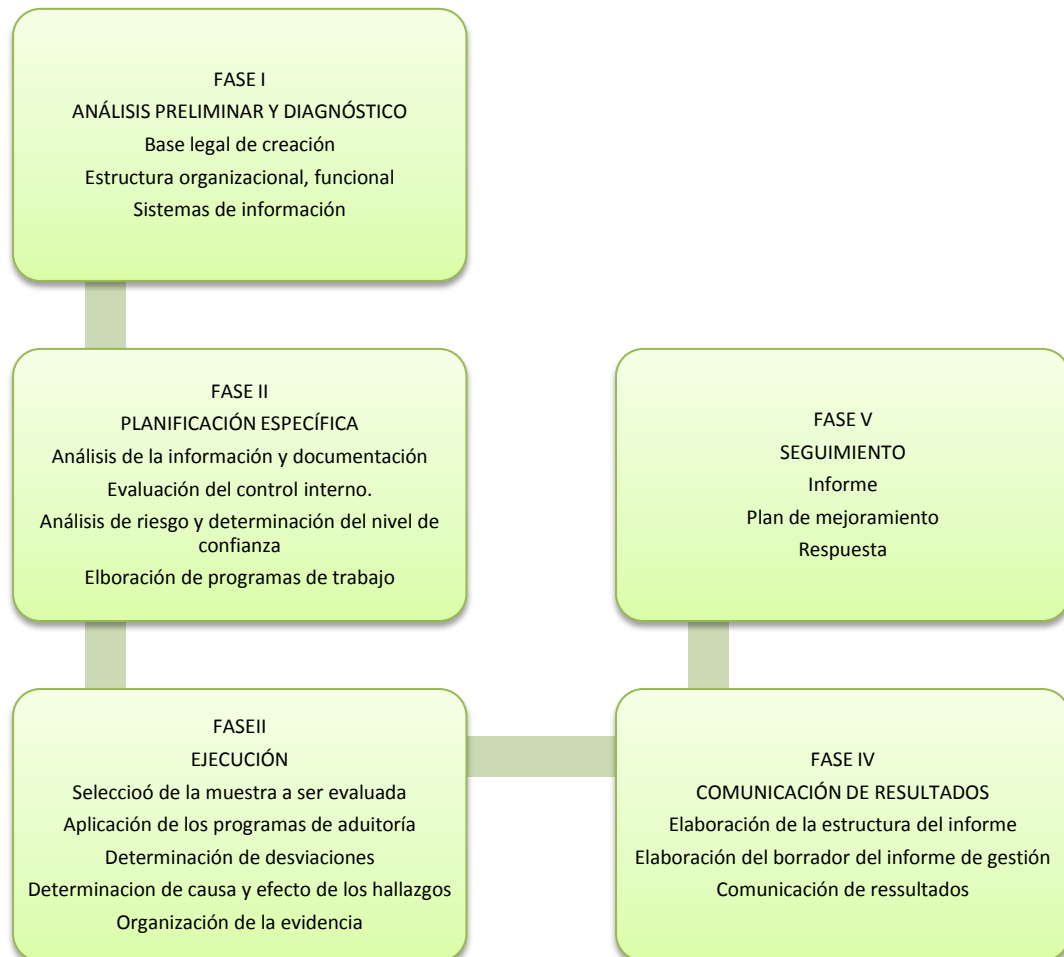 FASE I
ANÁLISIS PRELIMINAR Y DIAGNÓSTICO
Base legal de creación
Estructura organizacional, funcional
Sistemas de información
FASE II
PLANIFICACIÓN ESPECÍFICA
Análisis de la información y documentación
Evaluación del control interno.
Análisis de riesgo y determinación del nivel de
confianza
Elboración de programas de trabajo
FASEII
EJECUCIÓN
Seleccioó de la muestra a ser evaluada
Aplicación de los programas de aduitoría
Determinación de desviaciones
Determinacion de causa y efecto de los hallazgos
Organización de la evidencia
FASE IV
COMUNICACIÓN DE RESULTADOS
Elaboración de la estructura del informe
Elaboración del borrador del informe de gestión
Comunicación de ressultados
FASE V
SEGUIMIENTO
Informe
Plan de mejoramiento
Respuesta